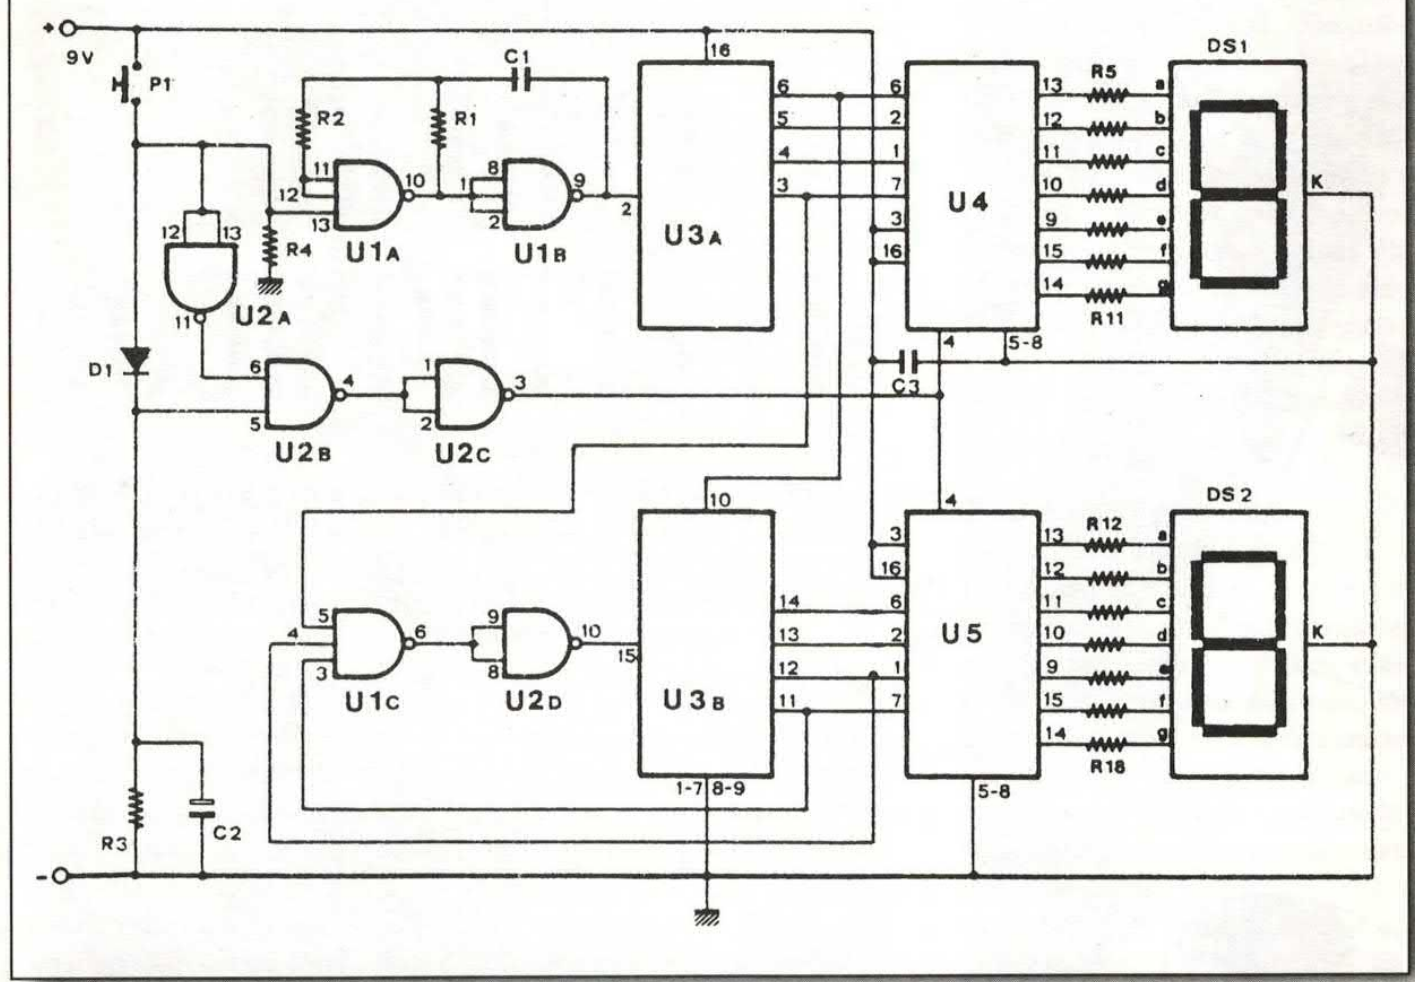 +
9V
P1
C1
16
DS1
R2
R1
11
12
13
10
1
8
2
9
2
U1A
U1B
U3A
6
5
4
3
6
2
1
7
3
16
U4
13
12
11
10
9
15
14
R5
R11
a
b
c
d
e
f
g
K
12
13
R4
11
U2A
D1
6
5
4
1
2
3
U2B
U2C
4
5-8
C3
10
4
DS2
5
4
3
6
9
8
10
15
U1C
U2D
U3B
14
13
12
11
3
16
6
2
1
7
U5
13
12
11
10
9
15
14
R12
R18
a
b
c
d
e
f
g
K
1-7
8-9
5-8
R3
C2
-